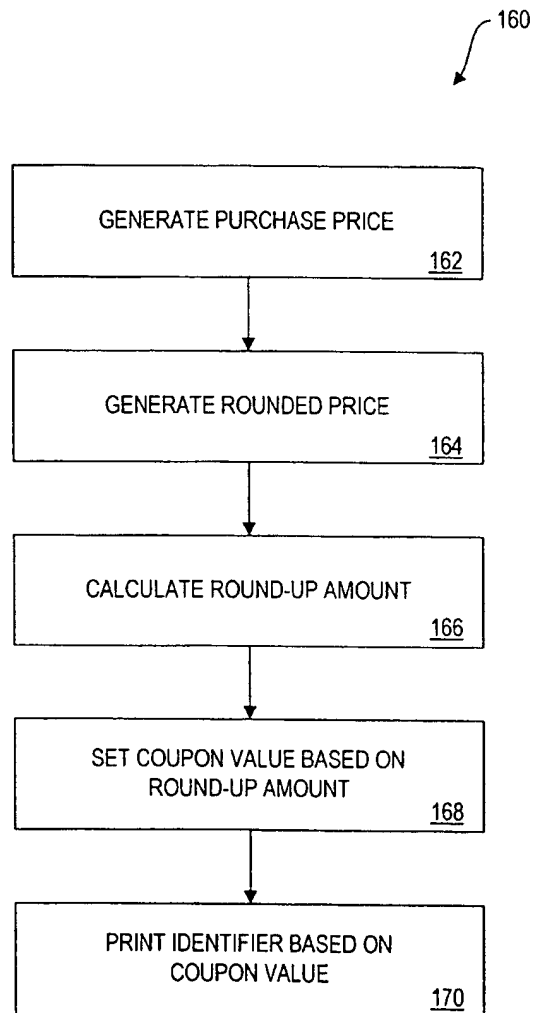 160
GENERATE PURCHASE PRICE
162
GENERATE ROUNDED PRICE
164
CALCULATE ROUND-UP AMOUNT
166
SET COUPON VALUE BASED ON
ROUND-UP AMOUNT
168
PRINT IDENTIFIER BASED ON
COUPON VALUE
170